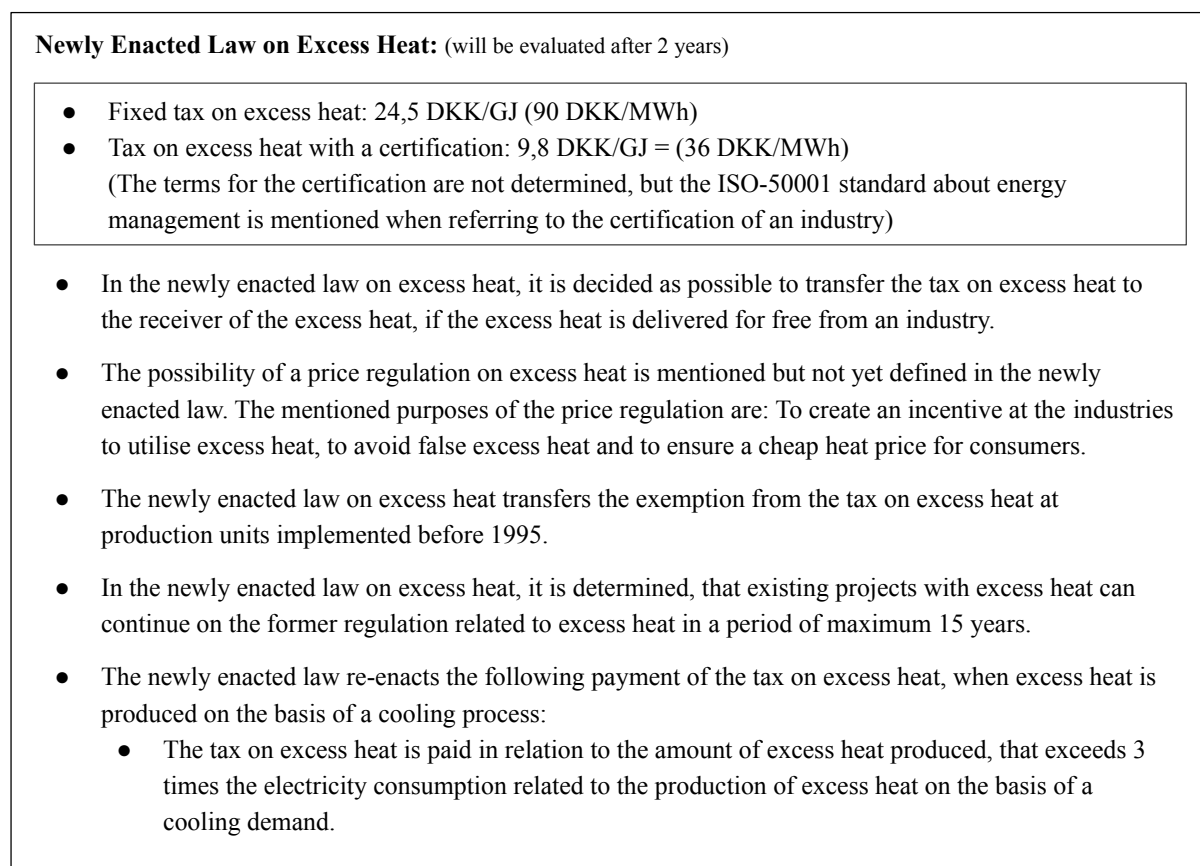 Newly Enacted Law on Excess Heat: (will be evaluated after 2 years)
● Fixed tax on excess heat: 24,5 DKK/GJ (90 DKK/MWh)
● Tax on excess heat with a certification: 9,8 DKK/GJ = (36 DKK/MWh)
(The terms for the certification are not determined, but the ISO-50001 standard about energy
management is mentioned when referring to the certification of an industry)
● In the newly enacted law on excess heat, it is decided as possible to transfer the tax on excess heat to
the receiver of the excess heat, if the excess heat is delivered for free from an industry.
● The possibility of a price regulation on excess heat is mentioned but not yet defined in the newly
enacted law. The mentioned purposes of the price regulation are: To create an incentive at the industries
to utilise excess heat, to avoid false excess heat and to ensure a cheap heat price for consumers.
● The newly enacted law on excess heat transfers the exemption from the tax on excess heat at
production units implemented before 1995.
● In the newly enacted law on excess heat, it is determined, that existing projects with excess heat can
continue on the former regulation related to excess heat in a period of maximum 15 years.
● The newly enacted law re-enacts the following payment of the tax on excess heat, when excess heat is
produced on the basis of a cooling process:
● The tax on excess heat is paid in relation to the amount of excess heat produced, that exceeds 3
times the electricity consumption related to the production of excess heat on the basis of a
cooling demand.